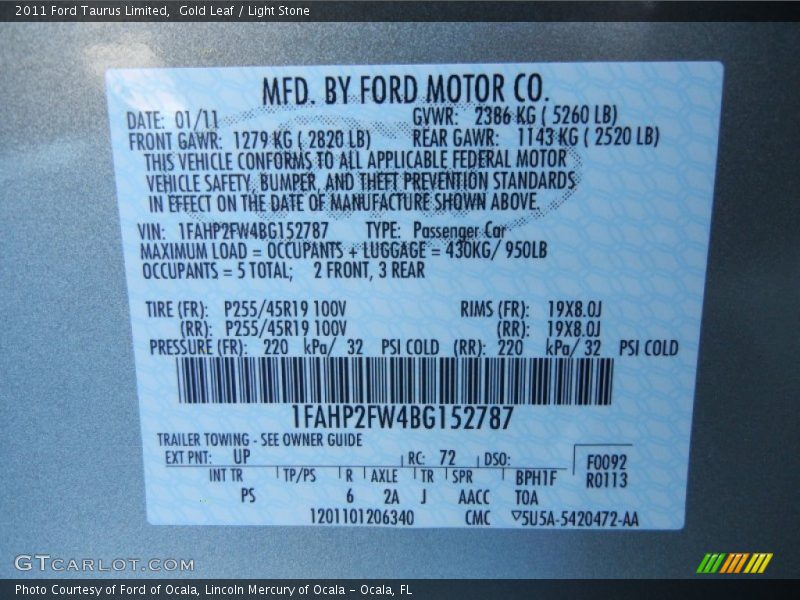 2011 Ford Taurus Limited, Gold Leaf / Light Stone
MFD. BY FORD MOTOR CO.
DATE: 01/11 GVWR: 2386 KG ( 5260 LB)
FRONT GAWR: 1279 KG ( 2820 LB) REAR GAWR: 1143 KG ( 2520 LB)
THIS VEHICLE CONFORMS TO ALL APPLICABLE FEDERAL MOTOR
VEHICLE SAFETY, BUMPER, AND THEFT PREVENTION STANDARDS
IN EFFECT ON THE DATE OF MANUFACTURE SHOWN ABOVE.
VIN: 1FAHP2FW4BG152787 TYPE: Passenger Car
MAXIMUM LOAD = OCCUPANTS + LUGGAGE = 430KG/ 950LB
OCCUPANTS = 5 TOTAL; 2 FRONT, 3 REAR
TIRE (FR): P255/45R19 100V RIMS (FR): 19X8.0J
(RR): P255/45R19 100V (RR): 19X8.0J
PRESSURE (FR): 220 kPa/ 32 PSI COLD (RR): 220 kPa/ 32 PSI COLD
1FAHP2FW4BG152787
TRAILER TOWING - SEE OWNER GUIDE
EXT PNT: UP RC: 72 DSO: F0092
INT TR TP/PS R AXLE TR SPR BPH1F R0113
PS 6 2A J AACC TOA
1201101206340 CMC ▽5U5A-5420472-AA
GTCARLOT.COM
Photo Courtesy of Ford of Ocala, Lincoln Mercury of Ocala – Ocala, FL